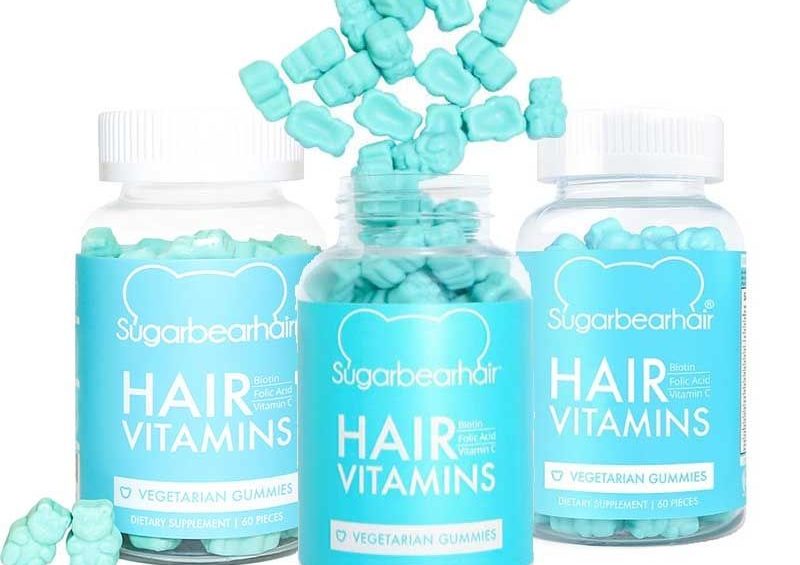 Sugarbearhair
HAIR
Biotin
Folic Acid
Vitamin C
VITAMINS
VEGETARIAN GUMMIES
DIETARY SUPPLEMENT | 60 PIECES
Sugarbearhair
HAIR
Biotin
Folic Acid
Vitamin C
VITAMINS
VEGETARIAN GUMMIES
Sugarbearhair®
HAIR
Biotin
Folic Acid
Vitamin C
VITAMINS
VEGETARIAN GUMMIES
DIETARY SUPPLEMENT | 60 PIECES